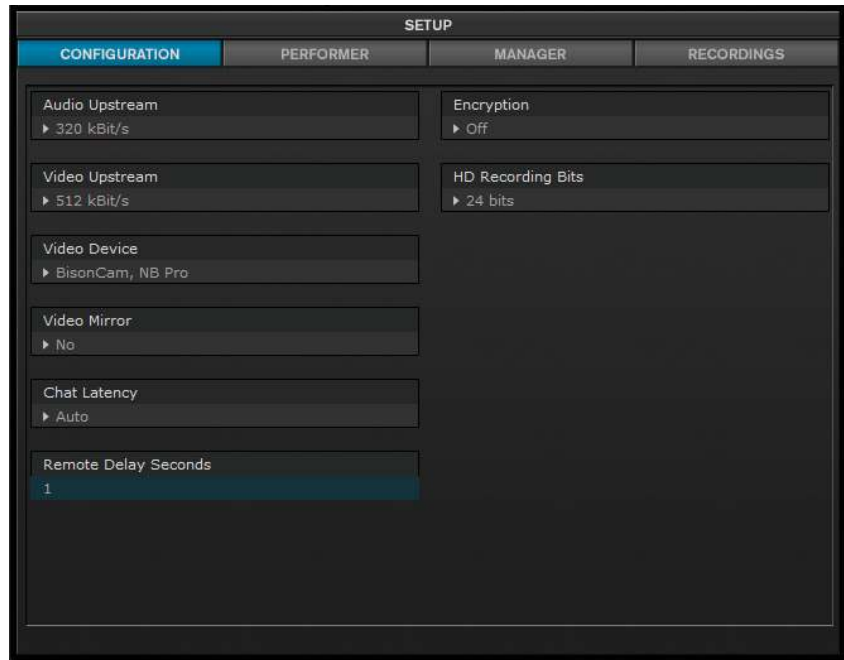 SETUP
CONFIGURATION PERFORMER MANAGER RECORDINGS
Audio Upstream
320 kBit/s
Video Upstream
512 kBit/s
Video Device
BisonCam, NB Pro
Video Mirror
No
Chat Latency
Auto
Remote Delay Seconds
1
Encryption
Off
HD Recording Bits
24 bits